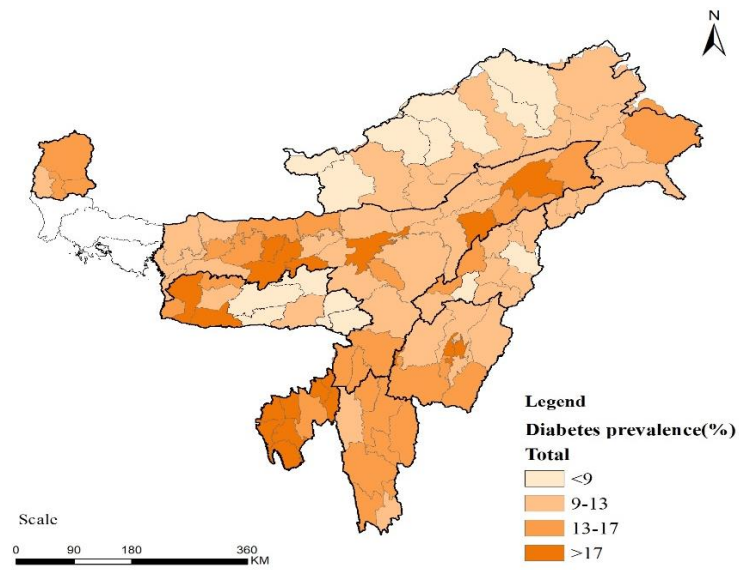 N
Legend
Diabetes prevalence(%)
Total
<9
9-13
13-17
>17
Scale
0 90 180 360
KM